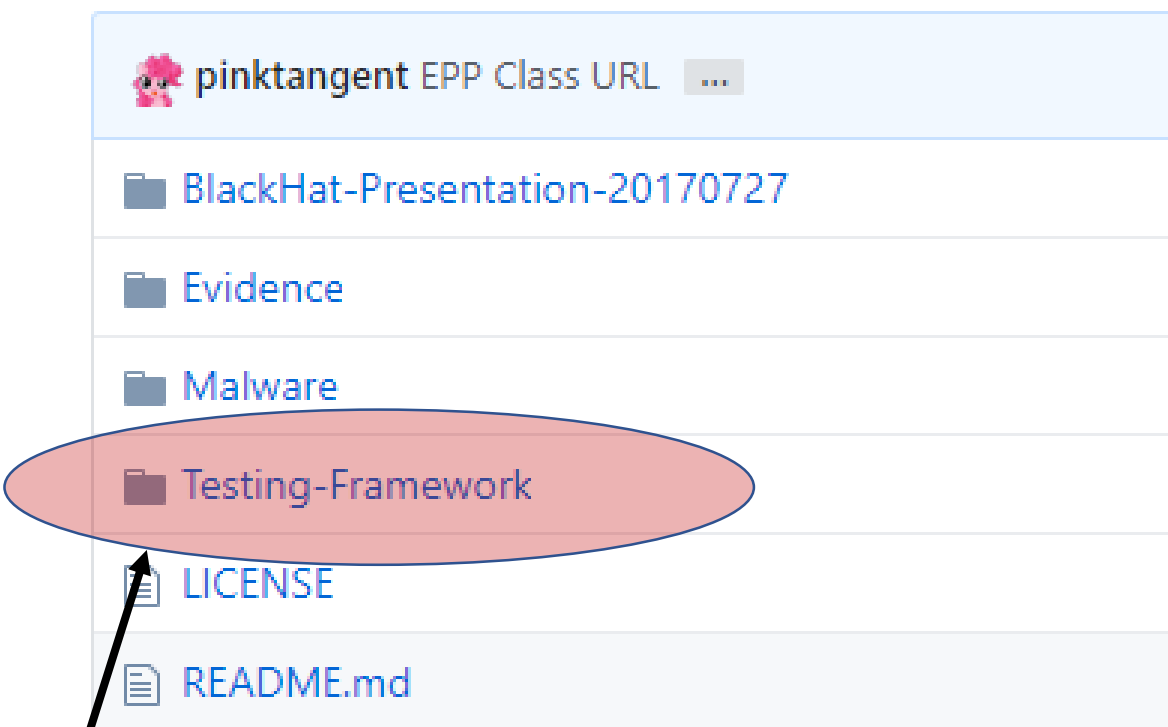 pinktangent EPP Class URL ...
BlackHat-Presentation-20170727
Evidence
Malware
Testing-Framework
LICENSE
README.md